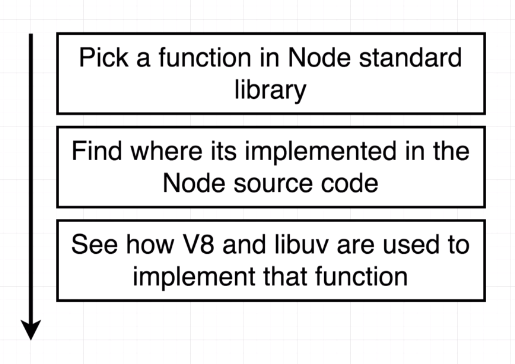 Pick a function in Node standard
library
Find where its implemented in the
Node source code
See how V8 and libuv are used to
implement that function